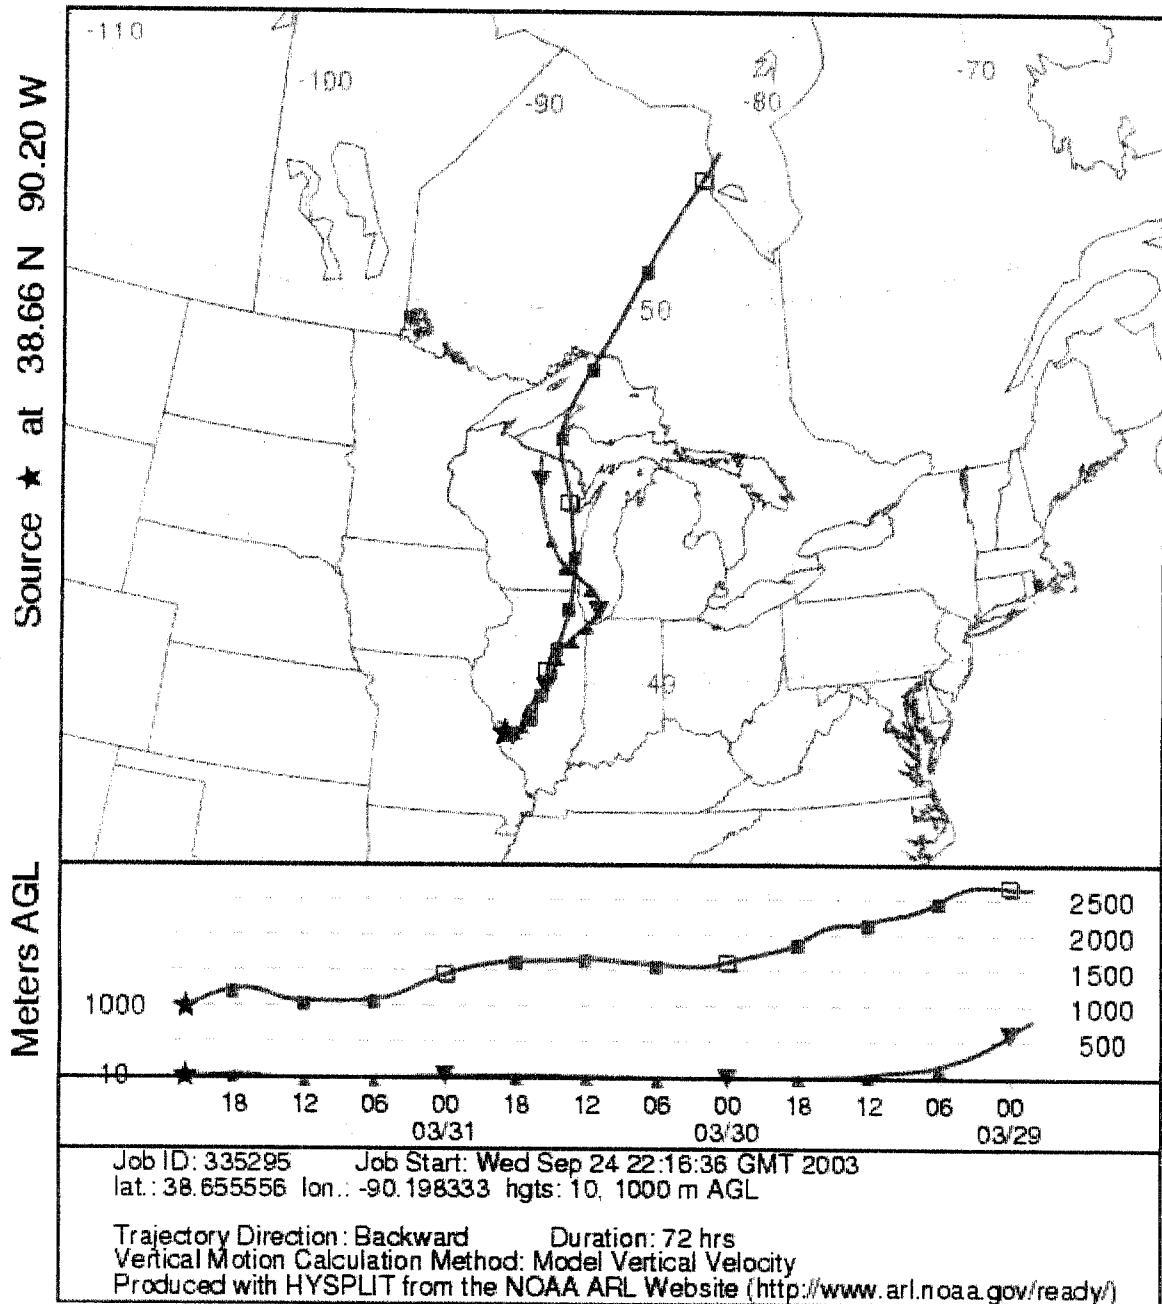 Source ★ at 38.66 N 90.20 W
-110
-100
-90
-80
-70
50
40
Meters AGL
2500
2000
1500
1000 1000
500
10
18 12 06 00 18 12 06 00 18 12 06 00
03/31 03/30 03/29
Job ID: 335295 Job Start: Wed Sep 24 22:16:36 GMT 2003
lat.: 38.655556 lon.: -90.198333 hgts: 10, 1000 m AGL
Trajectory Direction: Backward Duration: 72 hrs
Vertical Motion Calculation Method: Model Vertical Velocity
Produced with HYSPLIT from the NOAA ARL Website (http://www.arl.noaa.gov/ready/)